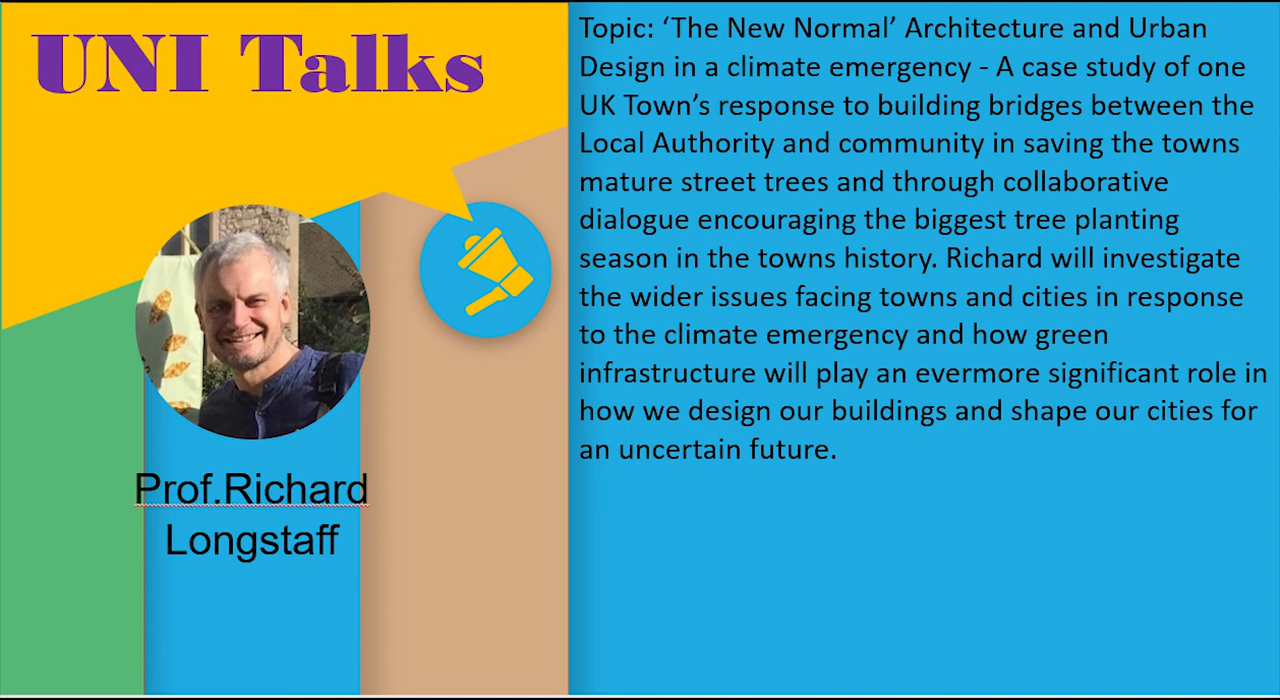 UNI Talks
Prof.Richard
Longstaff
Topic: ‘The New Normal’ Architecture and Urban
Design in a climate emergency - A case study of one
UK Town’s response to building bridges between the
Local Authority and community in saving the towns
mature street trees and through collaborative
dialogue encouraging the biggest tree planting
season in the towns history. Richard will investigate
the wider issues facing towns and cities in response
to the climate emergency and how green
infrastructure will play an evermore significant role in
how we design our buildings and shape our cities for
an uncertain future.